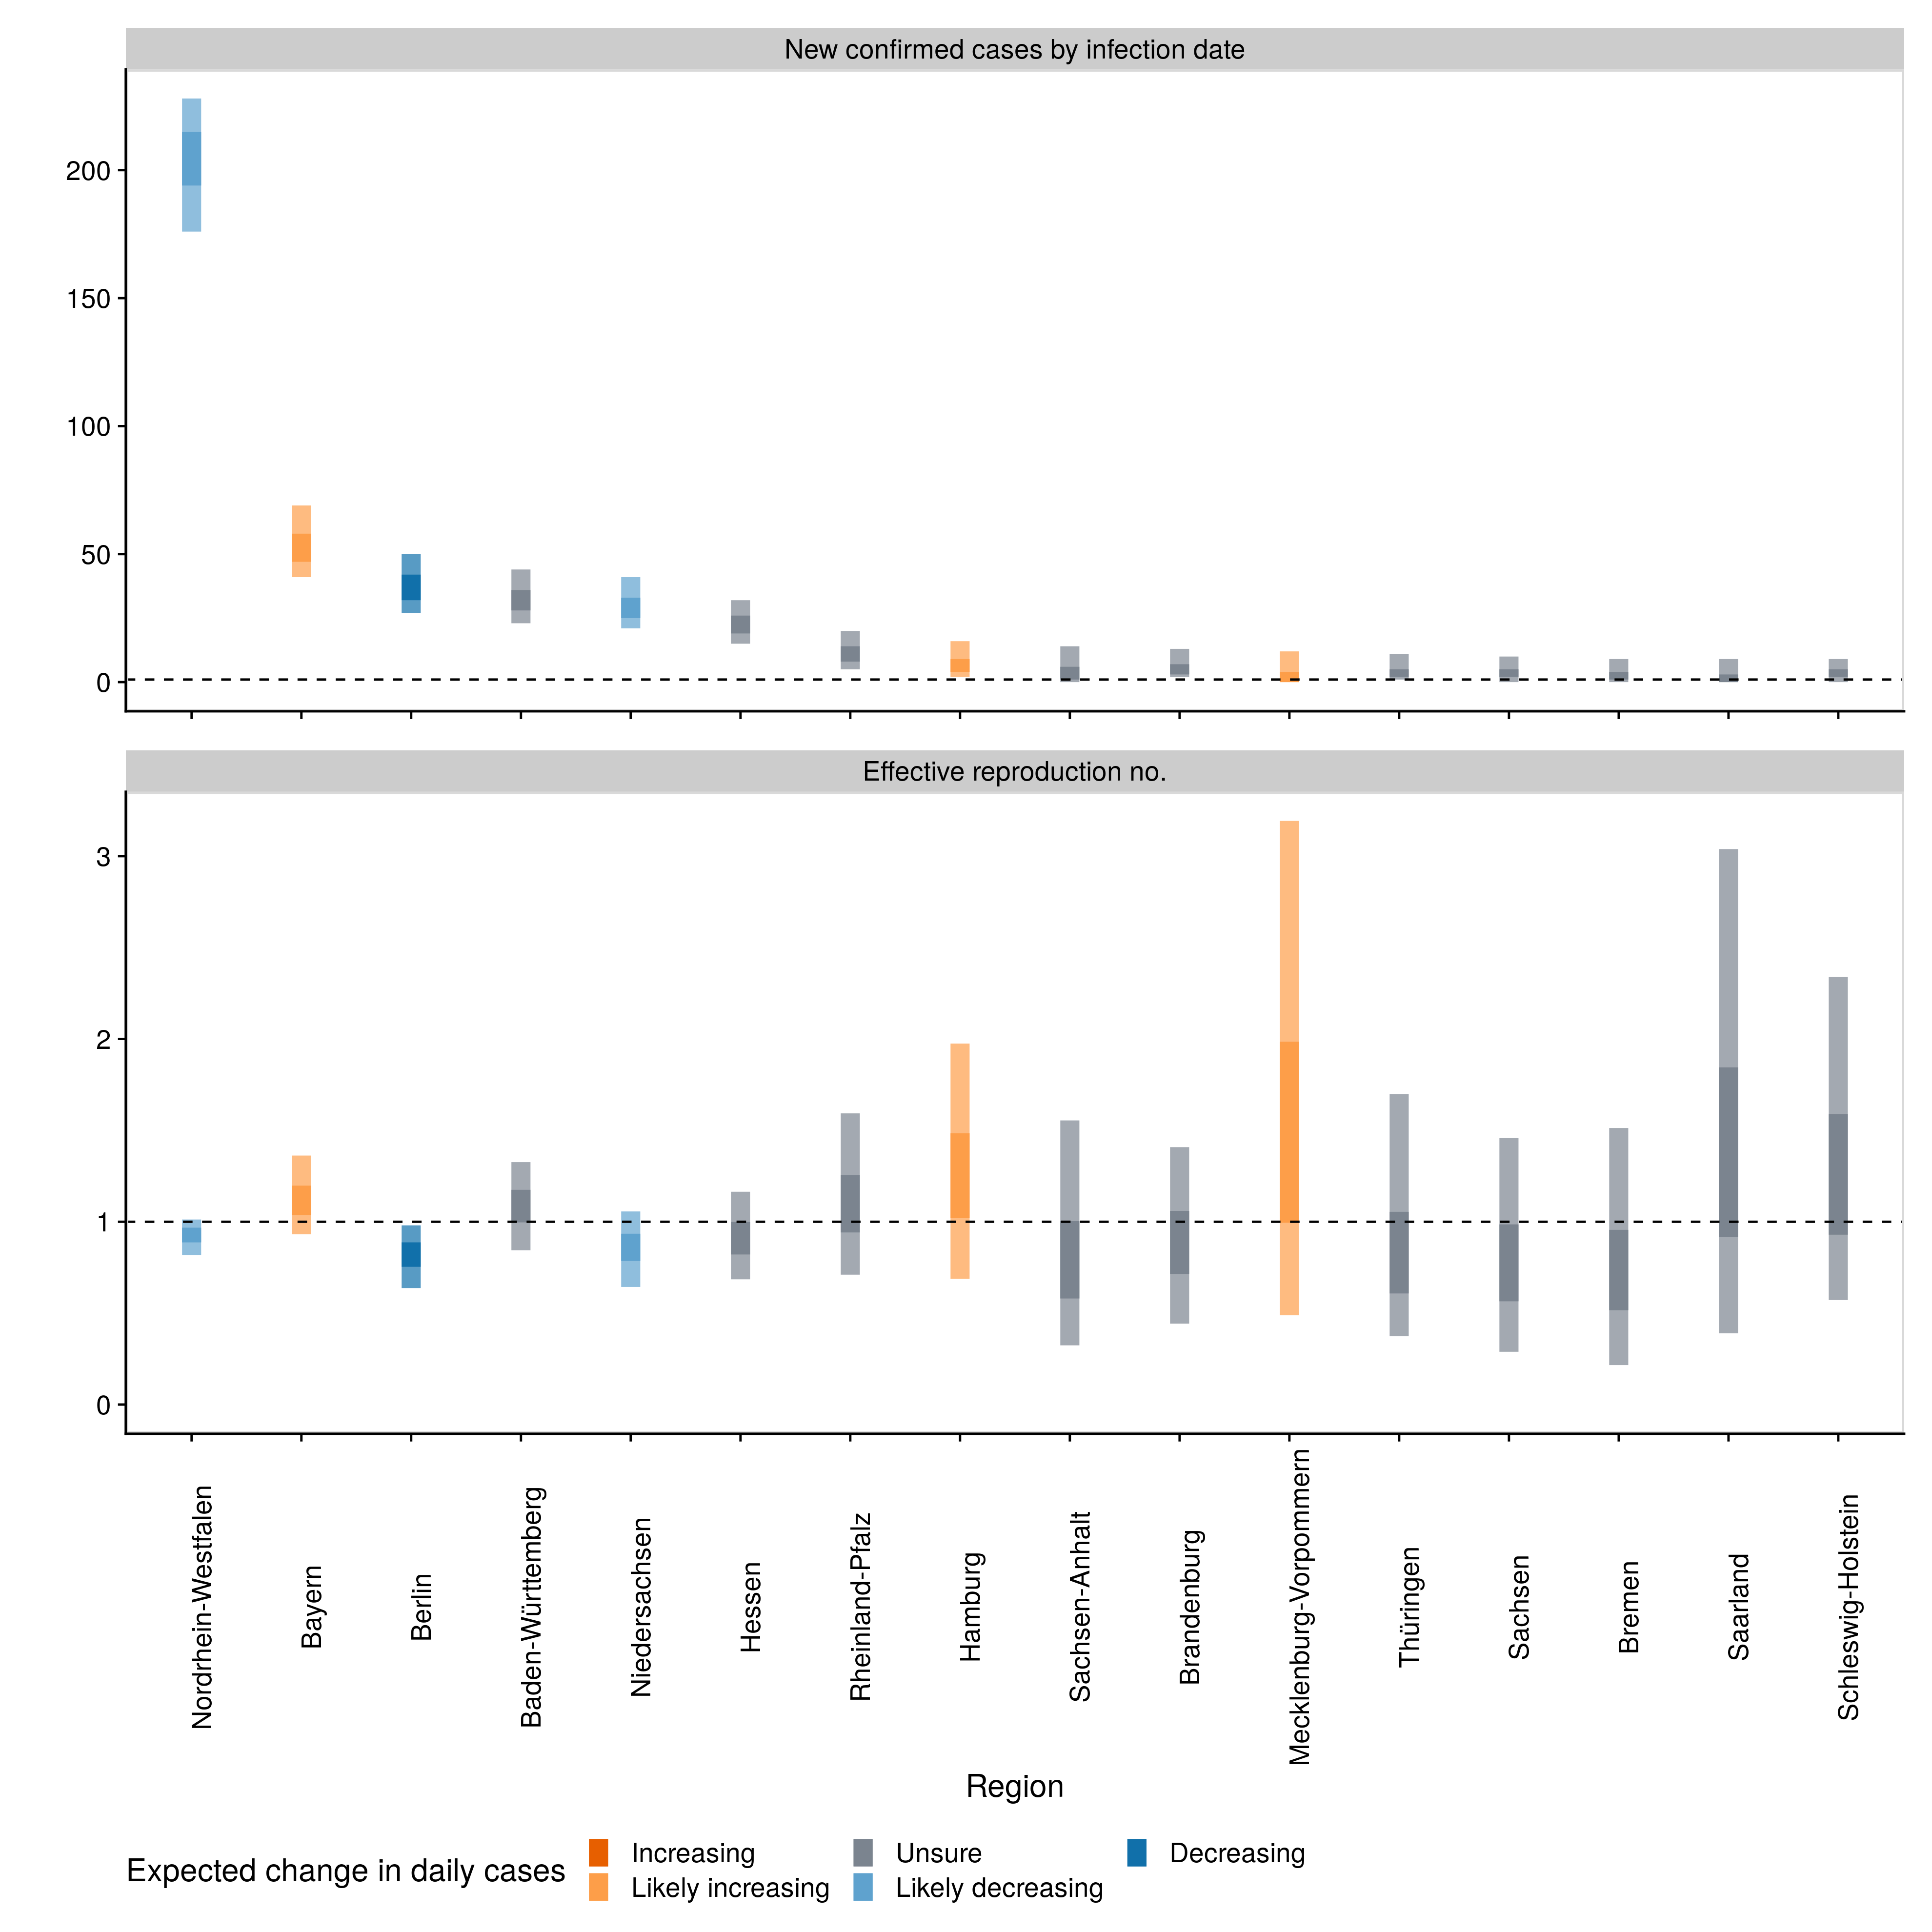 New confirmed cases by infection date
200
150
100
50
0
Effective reproduction no.
3
2
1
0
Nordrhein-Westfalen
Bayern
Berlin
Baden-Württemberg
Niedersachsen
Hessen
Rheinland-Pfalz
Hamburg
Sachsen-Anhalt
Brandenburg
Mecklenburg-Vorpommern
Thüringen
Sachsen
Bremen
Saarland
Schleswig-Holstein
Region
Expected change in daily cases
Increasing
Likely increasing
Unsure
Likely decreasing
Decreasing